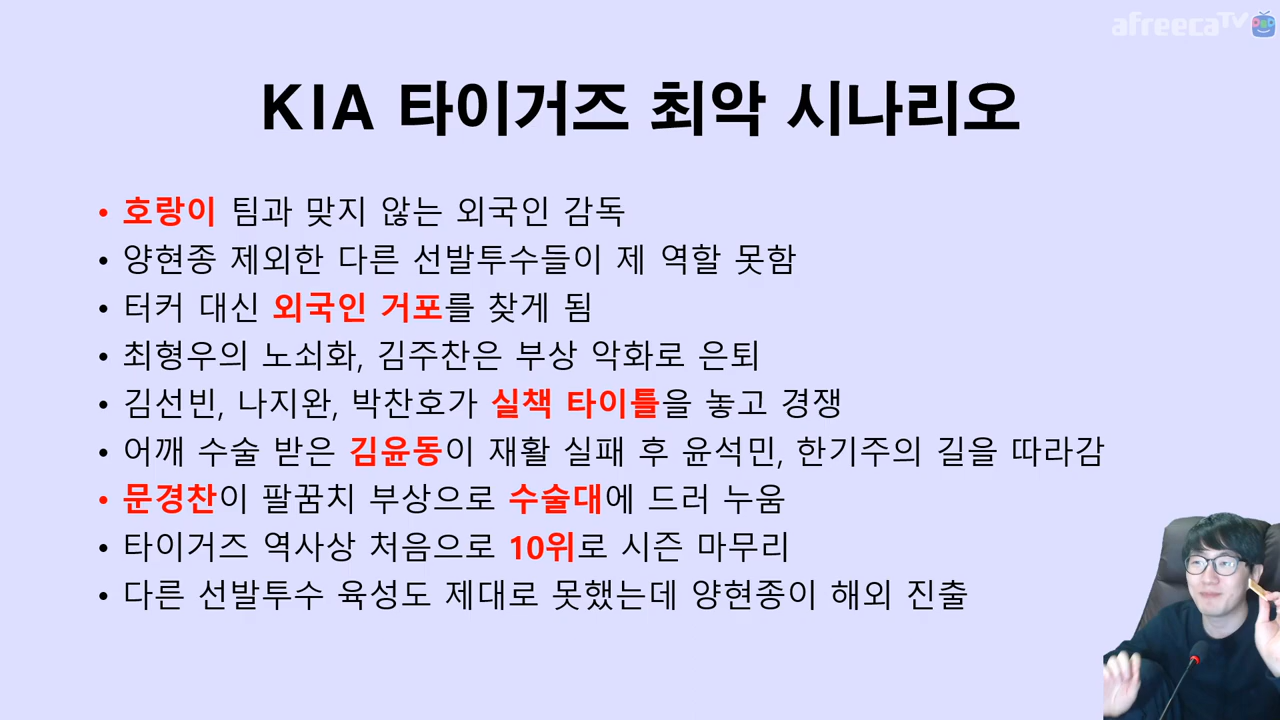 afreecaTV
KIA 타이거즈 최악 시나리오
• 호랑이 팀과 맞지 않는 외국인 감독
• 양현종 제외한 다른 선발투수들이 제 역할 못함
• 터커 대신 외국인 거포를 찾게 됨
• 최형우의 노쇠화, 김주찬은 부상 악화로 은퇴
• 김선빈, 나지완, 박찬호가 실책 타이틀을 놓고 경쟁
• 어깨 수술 받은 김윤동이 재활 실패 후 윤석민, 한기주의 길을 따라감
• 문경찬이 팔꿈치 부상으로 수술대에 드러 누움
• 타이거즈 역사상 처음으로 10위로 시즌 마무리
• 다른 선발투수 육성도 제대로 못했는데 양현종이 해외 진출